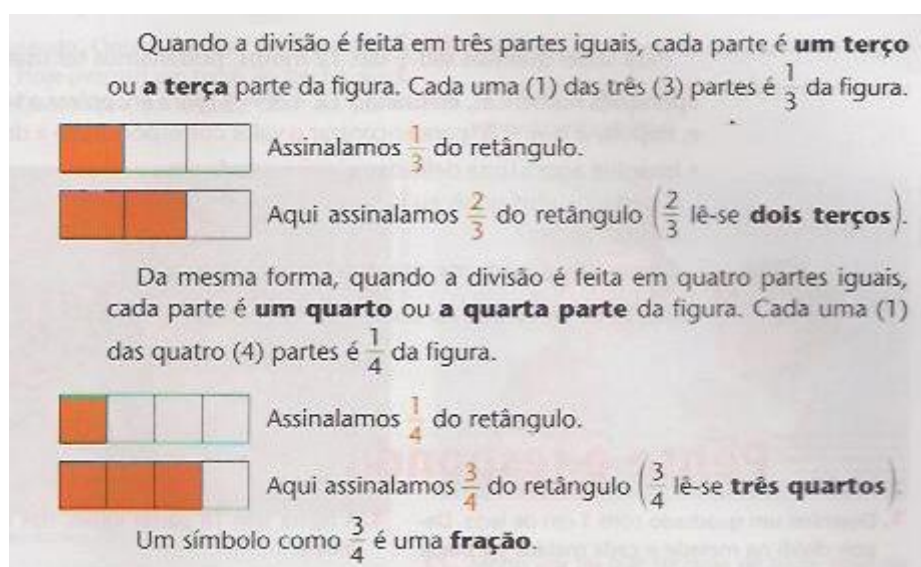 Quando a divisão é feita em três partes iguais, cada parte é um terço
ou a terça parte da figura. Cada uma (1) das três (3) partes é 1/3 da figura.
Assinalamos 1/3 do retângulo.
Aqui assinalamos 2/3 do retângulo (2/3 lê-se dois terços).
Da mesma forma, quando a divisão é feita em quatro partes iguais,
cada parte é um quarto ou a quarta parte da figura. Cada uma (1)
das quatro (4) partes é 1/4 da figura.
Assinalamos 1/4 do retângulo.
Aqui assinalamos 3/4 do retângulo (3/4 lê-se três quartos).
Um símbolo como 3/4 é uma fração.